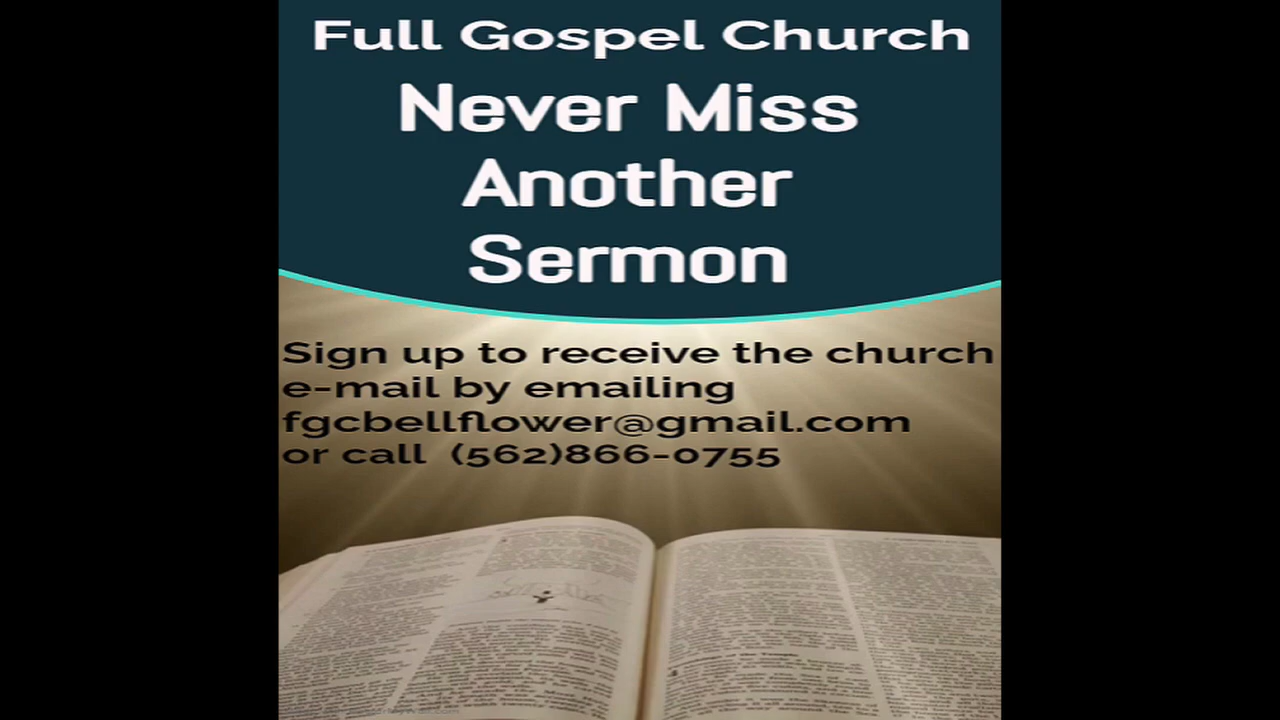 Full Gospel Church
Never Miss
Another
Sermon
Sign up to receive the church
e-mail by emailing
fgcbellflower@gmail.com
or call (562)866-0755